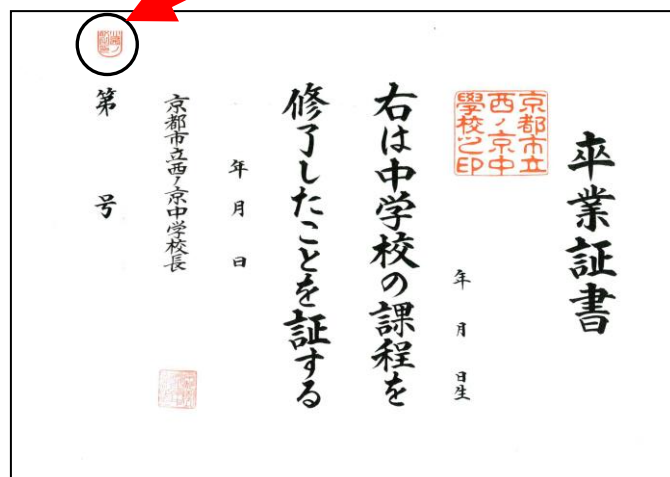 卒業証書
京都市立
西ノ京中
學校之印
年 月 日生
右は中学校の課程を
修了したことを証する
年 月 日
京都市立西ノ京中学校長
第 号